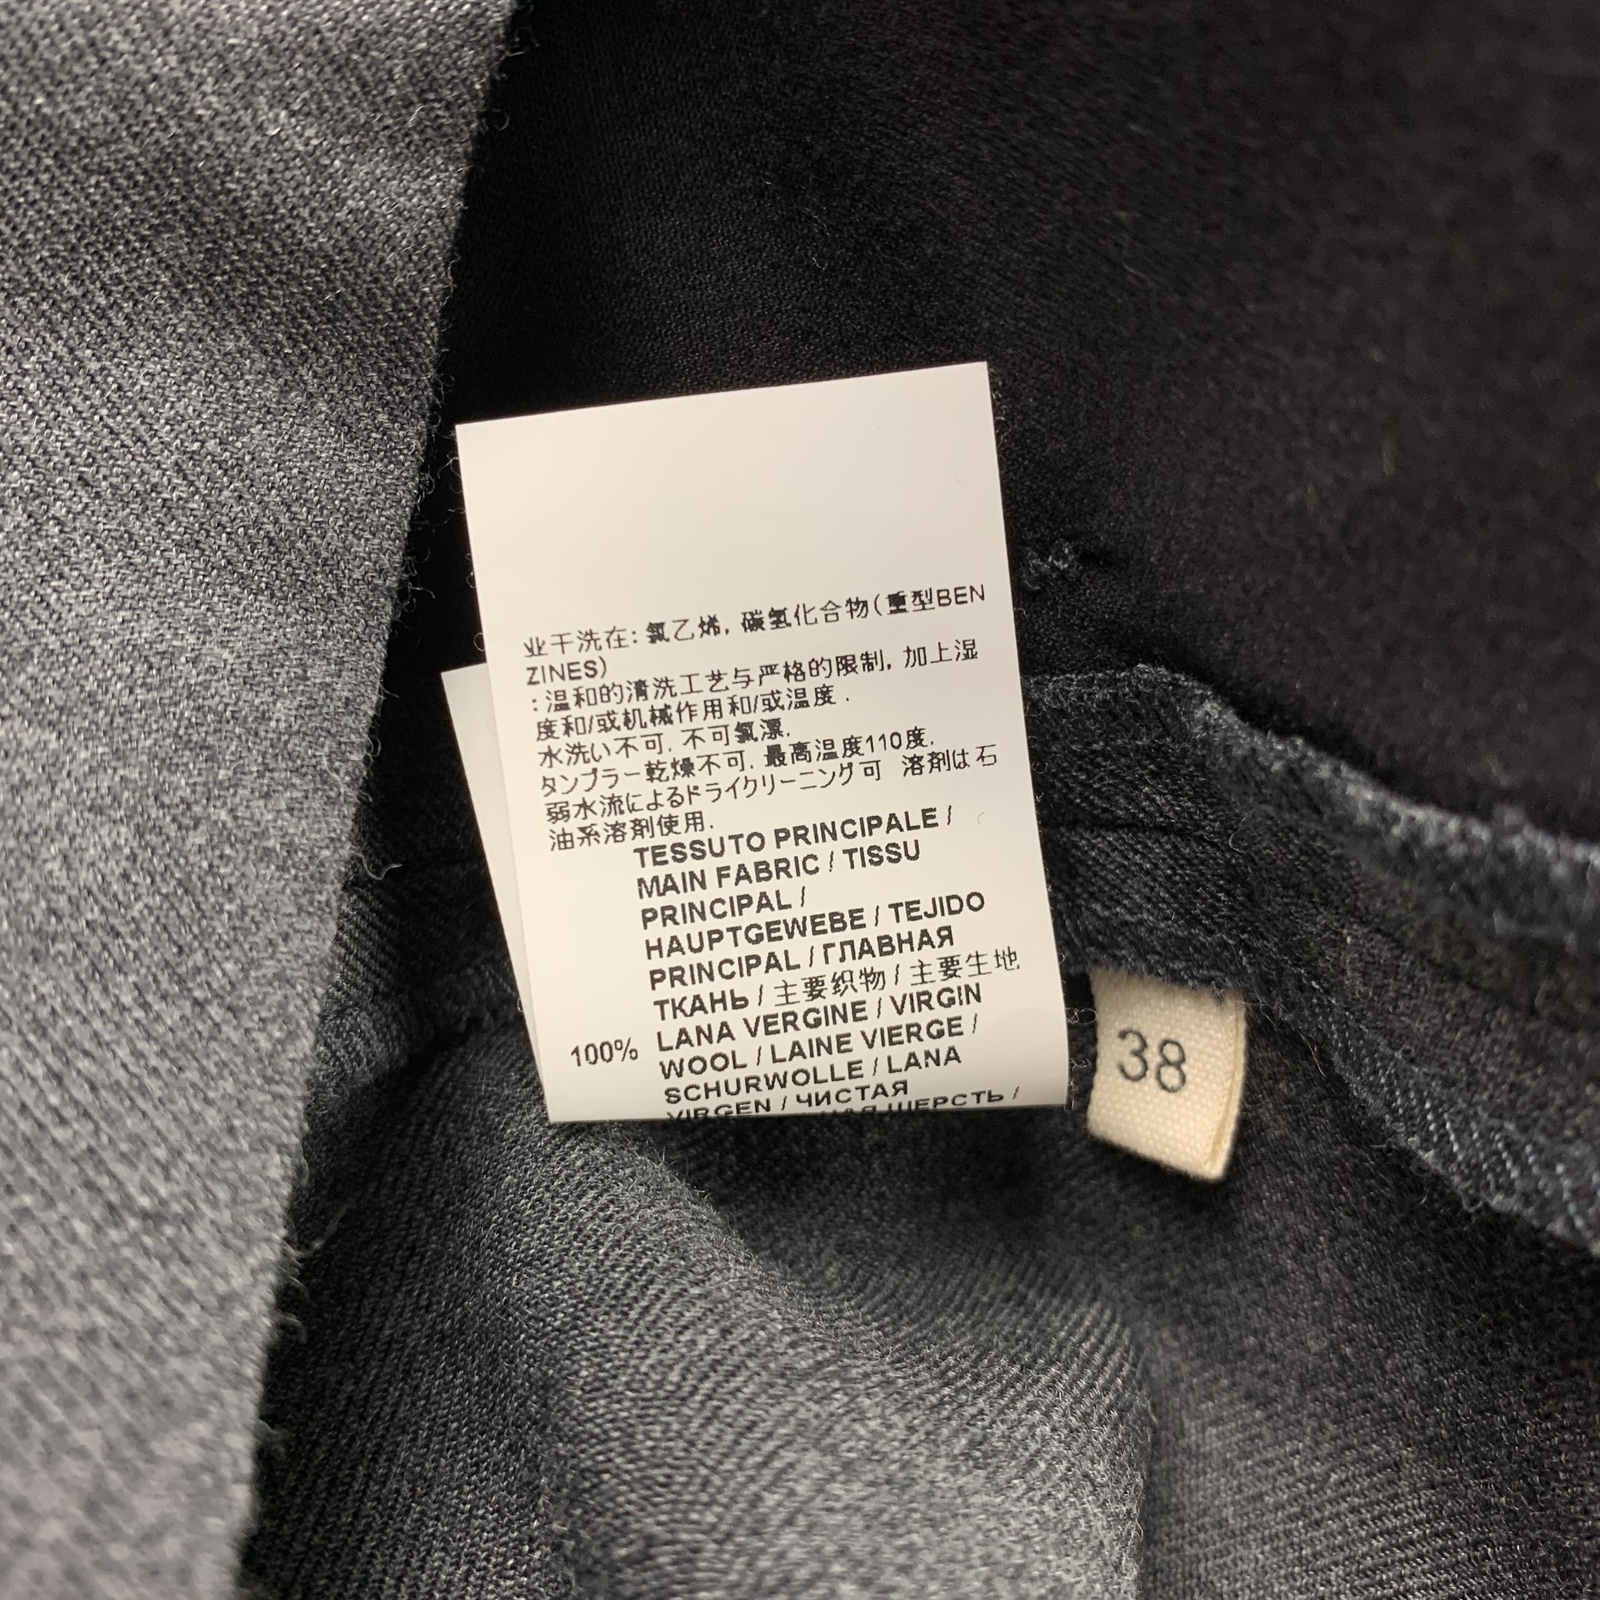 业干洗在: 氯乙烯, 碳氢化合物(重型BEN
ZINES)
: 温和的清洗工艺与严格的限制, 加上湿
度和/或机械作用和/或温度 .
水洗い不可. 不可氯漂.
タンブラー乾燥不可. 最高温度110度.
弱水流によるドライクリーニング可 溶剤は石
油系溶剤使用.
TESSUTO PRINCIPALE /
MAIN FABRIC / TISSU
PRINCIPAL /
HAUPTGEWEBE / TEJIDO
PRINCIPAL / ГЛАВНАЯ
ТКАНЬ / 主要织物 / 主要生地
100% LANA VERGINE / VIRGIN
WOOL / LAINE VIERGE /
SCHURWOLLE / LANA
VIRGEN / ЧИСТАЯ
ШЕРСТЬ /
38